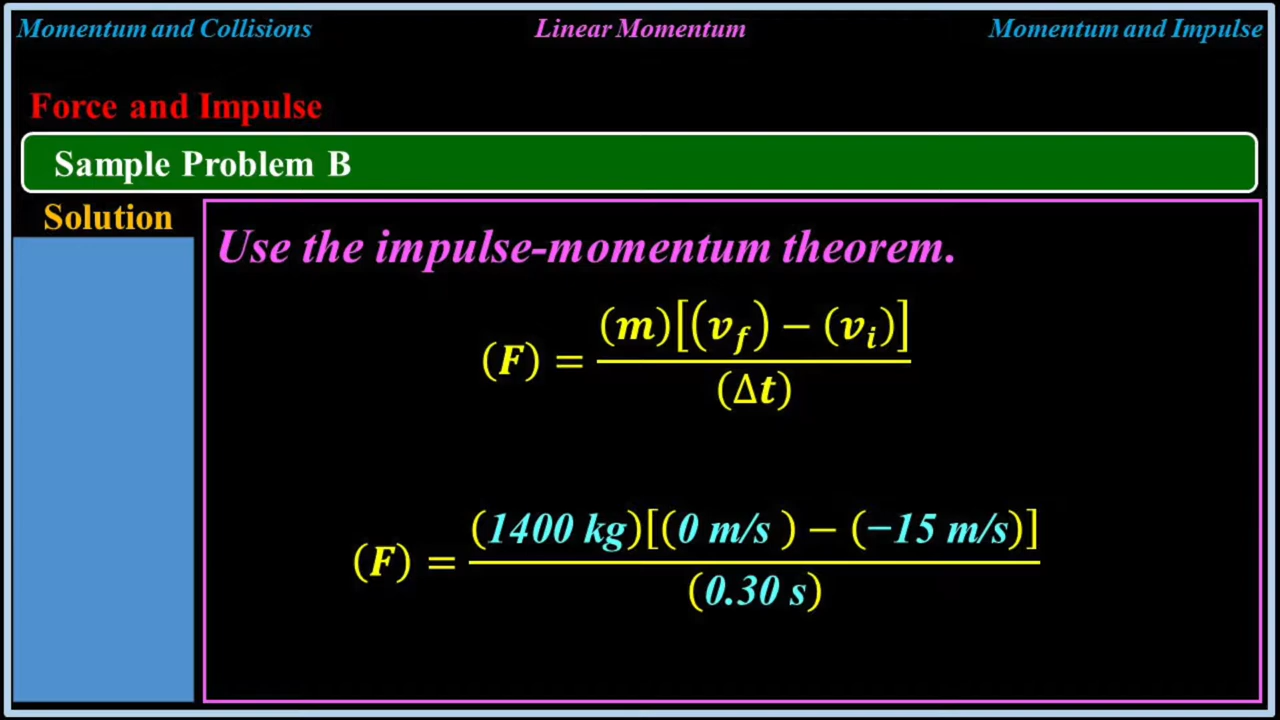 Momentum and Collisions Linear Momentum Momentum and Impulse
Force and Impulse
Sample Problem B
Solution
Use the impulse-momentum theorem.
(F) = (m)[(v_f) − (v_i)] / (Δt)
(F) = (1400 kg)[(0 m/s ) − (−15 m/s)] / (0.30 s)